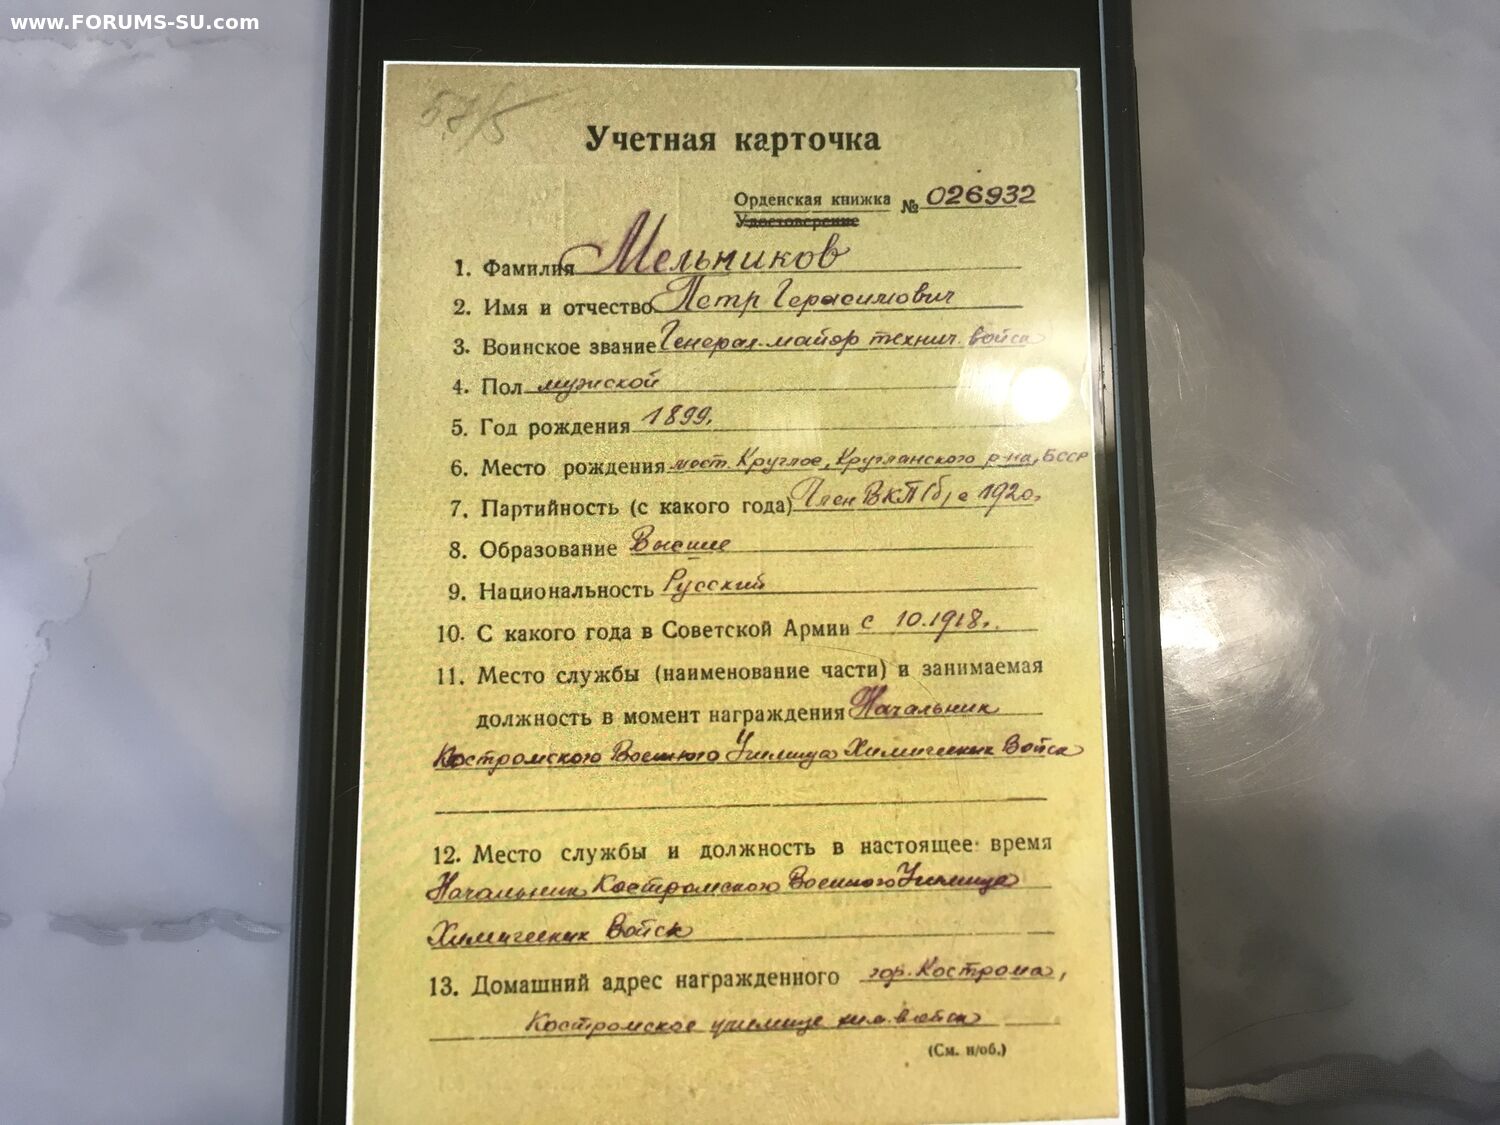 www.FORUMS-SU.com
57/5
Учетная карточка
Орденская книжка № 026932
Удостоверение
1. Фамилия Мельников
2. Имя и отчество Петр Герасимович
3. Воинское звание Генерал-майор технич. войск
4. Пол мужской
5. Год рождения 1899.
6. Место рождения мест. Круглое, Круглянского р-на, БССР
7. Партийность (с какого года) Член ВКП(б) с 1920.
8. Образование Высшее
9. Национальность Русский
10. С какого года в Советской Армии с 10.1918.
11. Место службы (наименование части) и занимаемая
должность в момент награждения Начальник
Костромского Военного Училища Химических Войск
12. Место службы и должность в настоящее время
Начальник Костромского Военного Училища
Химических Войск
13. Домашний адрес награжденного гор. Кострома,
Костромское училище хим. войск
(См. н/об.)